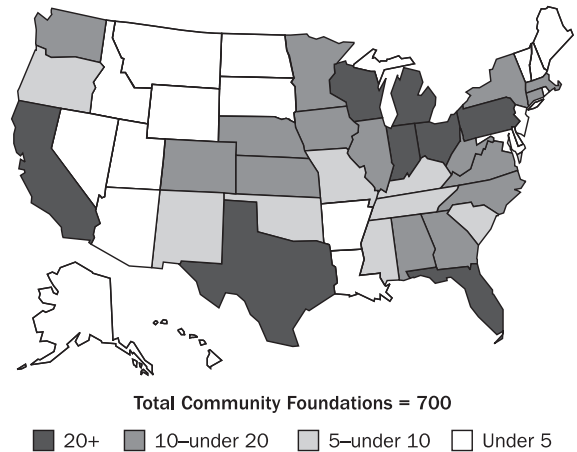 Total Community Foundations = 700
20+ 10–under 20 5–under 10 Under 5